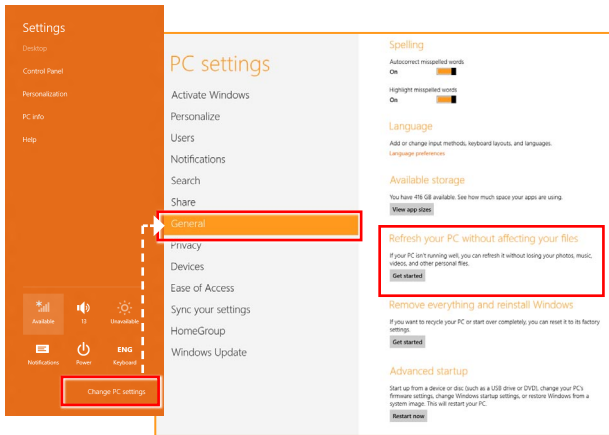 Settings
Desktop
Control Panel
Personalization
PC info
Help
Available
13
Unavailable
Notifications
Power
ENG
Keyboard
Change PC settings
PC settings
Activate Windows
Personalize
Users
Notifications
Search
Share
General
Privacy
Devices
Ease of Access
Sync your settings
HomeGroup
Windows Update
Spelling
Autocorrect misspelled words
On
Highlight misspelled words
On
Language
Add or change input methods, keyboard layouts, and languages.
Language preferences
Available storage
You have 416 GB available. See how much space your apps are using.
View app sizes
Refresh your PC without affecting your files
If your PC isn't running well, you can refresh it without losing your photos, music,
videos, and other personal files.
Get started
Remove everything and reinstall Windows
If you want to recycle your PC or start over completely, you can reset it to its factory
settings.
Get started
Advanced startup
Start up from a device or disc (such as a USB drive or DVD), change your PC's
firmware settings, change Windows startup settings, or restore Windows from a
system image. This will restart your PC.
Restart now